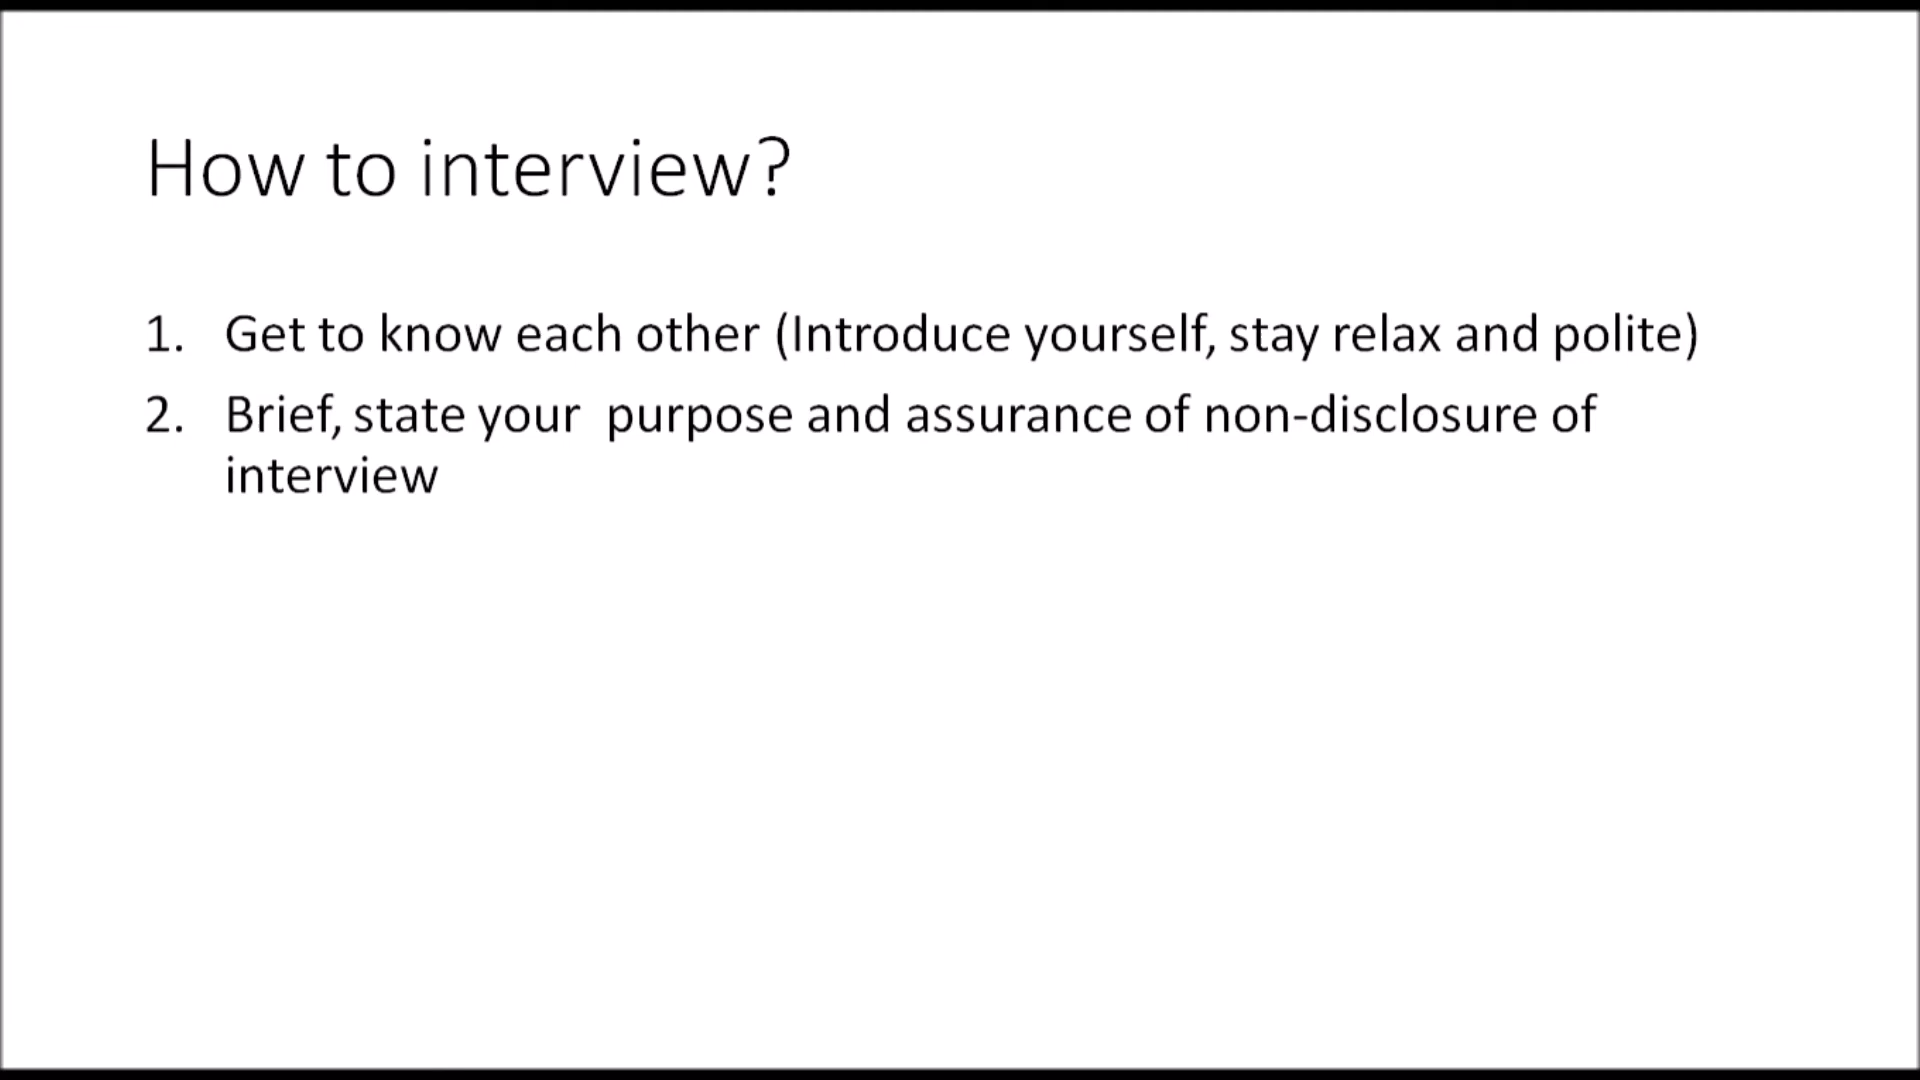 How to interview?
1. Get to know each other (Introduce yourself, stay relax and polite)
2. Brief, state your  purpose and assurance of non-disclosure of
interview